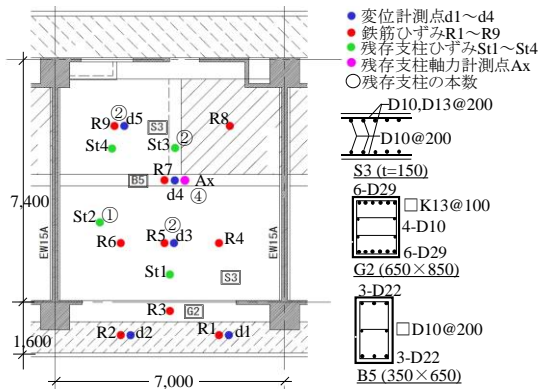 変位計測点d1～d4
鉄筋ひずみR1～R9
残存支柱ひずみSt1～St4
残存支柱軸力計測点Ax
〇残存支柱の本数
D10,D13@200
D10@200
S3 (t=150)
6-D29
□K13@100
4-D10
6-D29
G2 (650×850)
3-D22
□D10@200
3-D22
B5 (350×650)
R9 ② d5
S3
R8
St4
St3 ②
B5
R7
d4
Ax
④
St2 ①
R6
R5 ② d3
R4
St1
S3
R3
G2
R2 d2
R1 d1
EW15A
EW15A
7,400
1,600
7,000